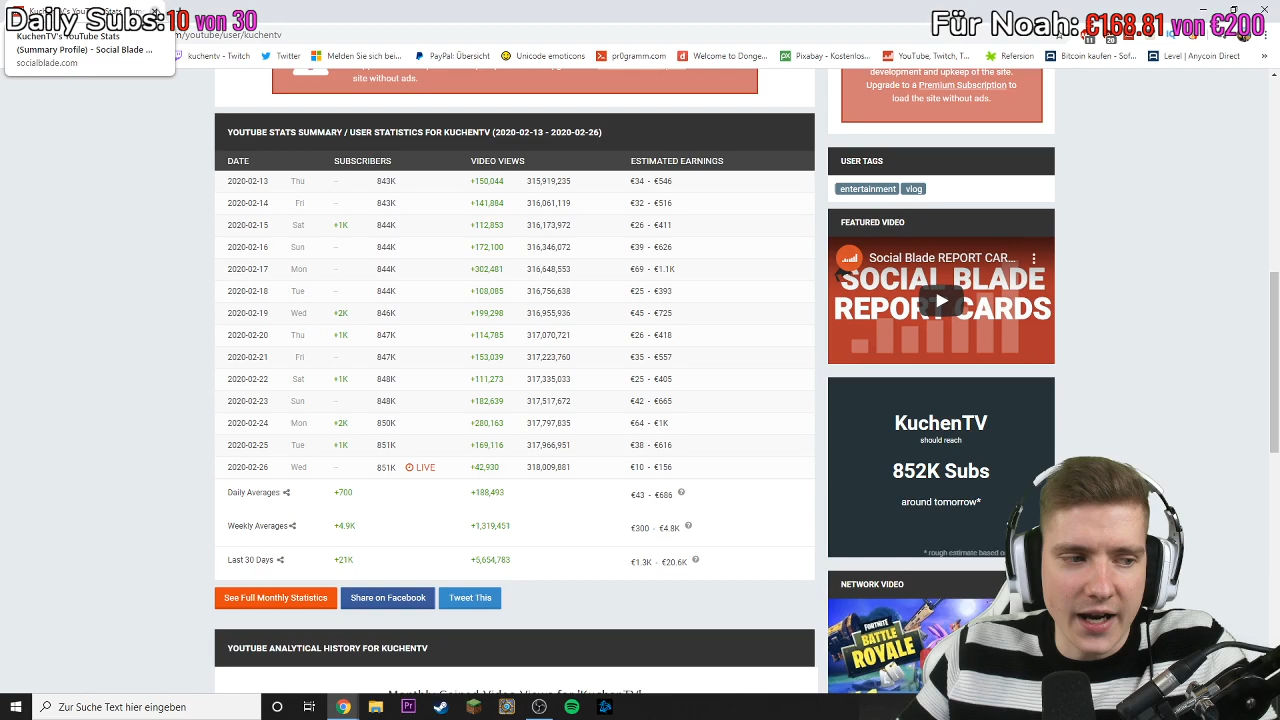 Daily Subs: 10 von 30
Für Noah: €168.81 von €200
KuchenTV's YouTube Stats
(Summary Profile) - Social Blade ...
socialblade.com
/youtube/user/kuchentv
kuchentv - Twitch
Twitter
Melden Sie sich bei...
PayPal Übersicht
Unicode emoticons
pr0gramm.com
Welcome to Donge...
Pixabay - Images
YouTube, Twitch, T...
Refersion
Bitcoin kaufen - Sof...
Level | Anycoin Direct
site without ads.
development and upkeep of the site.
Upgrade to a Premium Subscription to
load the site without ads.
YOUTUBE STATS SUMMARY / USER STATISTICS FOR KUCHENTV (2020-02-13 - 2020-02-26)
DATE SUBSCRIBERS VIDEO VIEWS ESTIMATED EARNINGS
2020-02-13 Thu -- 843K +150,044 315,919,235 €34 - €546
2020-02-14 Fri -- 843K +141,884 316,061,119 €32 - €516
2020-02-15 Sat +1K 844K +112,853 316,173,972 €26 - €411
2020-02-16 Sun -- 844K +172,100 316,346,072 €39 - €626
2020-02-17 Mon -- 844K +302,481 316,648,553 €69 - €1.1K
2020-02-18 Tue -- 844K +108,085 316,756,638 €25 - €393
2020-02-19 Wed +2K 846K +199,298 316,955,936 €45 - €725
2020-02-20 Thu +1K 847K +114,785 317,070,721 €26 - €418
2020-02-21 Fri -- 847K +153,039 317,223,760 €35 - €557
2020-02-22 Sat +1K 848K +111,273 317,335,033 €25 - €405
2020-02-23 Sun -- 848K +182,639 317,517,672 €42 - €665
2020-02-24 Mon +2K 850K +280,163 317,797,835 €64 - €1K
2020-02-25 Tue +1K 851K +169,116 317,966,951 €38 - €616
2020-02-26 Wed -- 851K LIVE +42,930 318,009,881 €10 - €156
Daily Averages +700 +188,493 €43 - €686
Weekly Averages +4.9K +1,319,451 €300 - €4.8K
Last 30 Days +21K +5,654,783 €1.3K - €20.6K
See Full Monthly Statistics
Share on Facebook
Tweet This
YOUTUBE ANALYTICAL HISTORY FOR KUCHENTV
Monthly Gained Video Views for 'KuchenTV'
USER TAGS
entertainment vlog
FEATURED VIDEO
Social Blade REPORT CAR...
SOCIAL BLADE
REPORT CARDS
KuchenTV
should reach
852K Subs
around tomorrow*
* rough estimate based o
NETWORK VIDEO
FORTNITE
BATTLE
ROYALE
Zur Suche Text hier eingeben